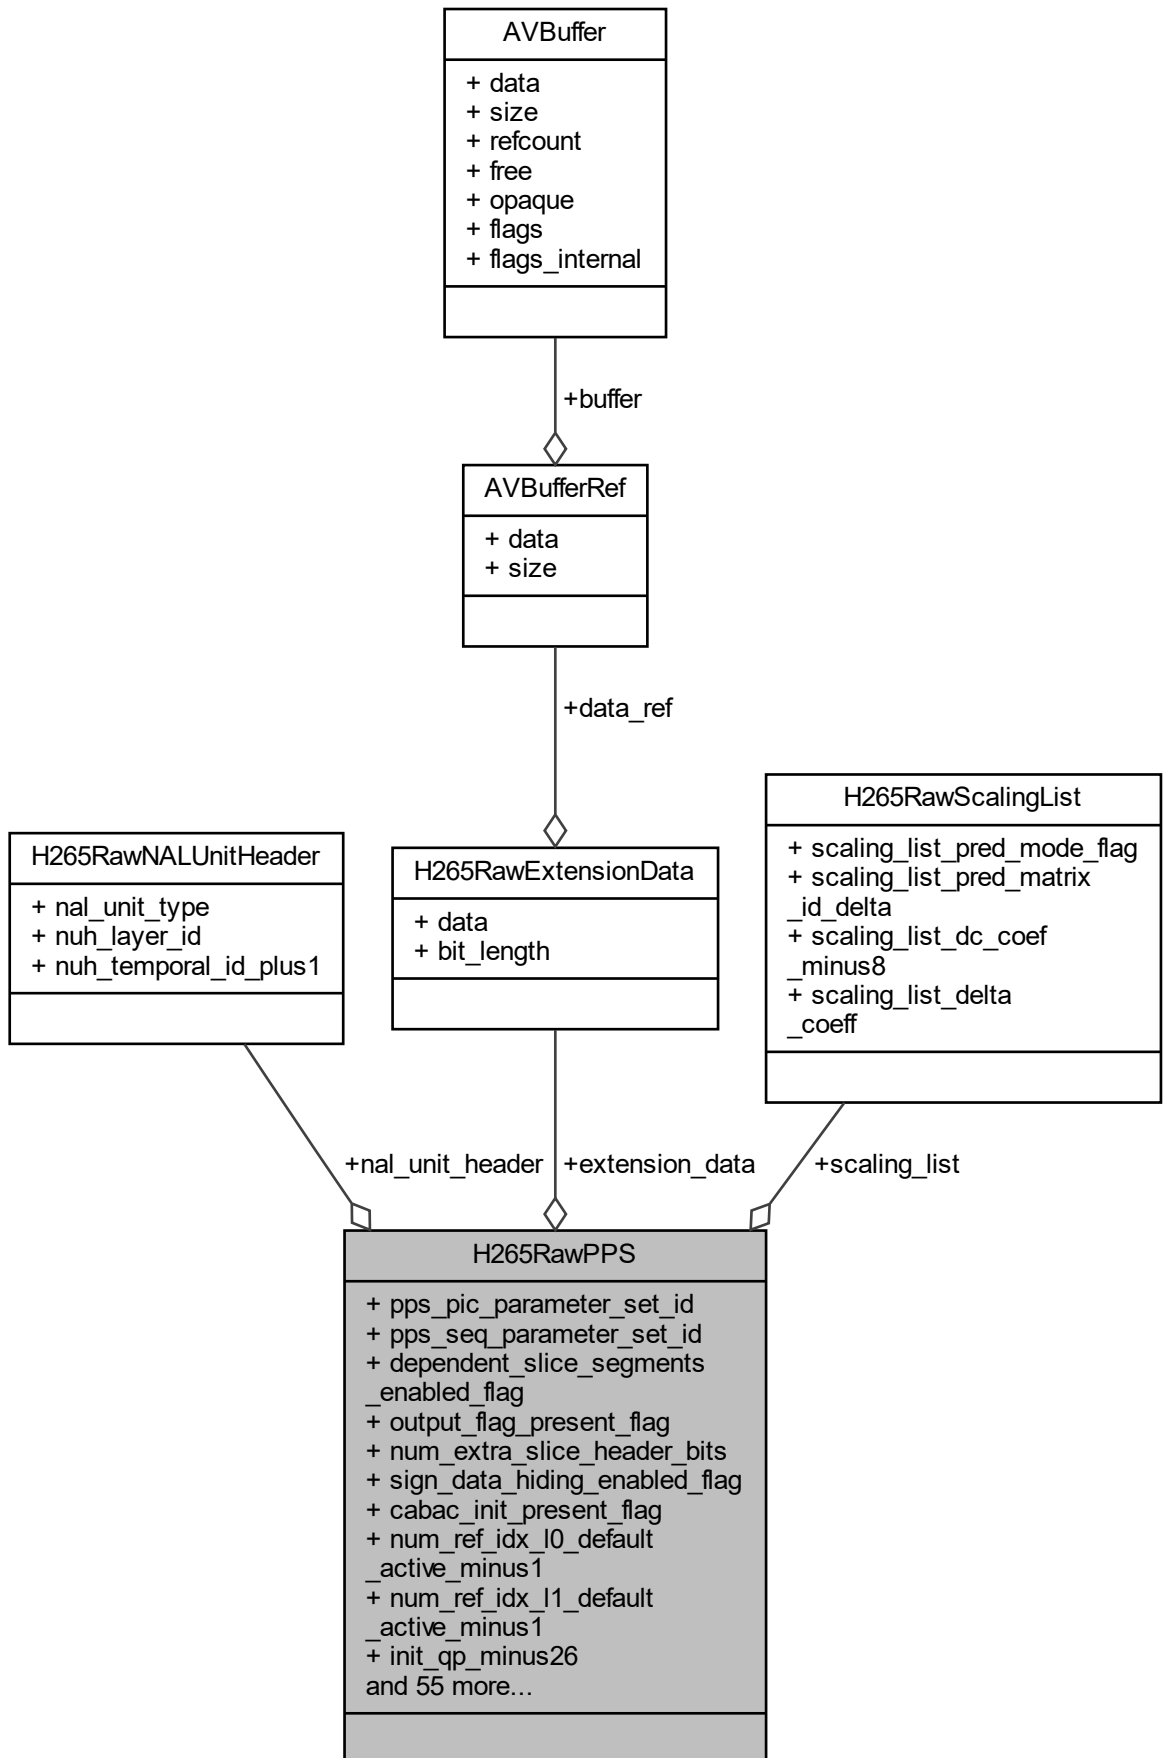 AVBuffer
+ data
+ size
+ refcount
+ free
+ opaque
+ flags
+ flags_internal
+buffer
AVBufferRef
+ data
+ size
+data_ref
H265RawNALUnitHeader
+ nal_unit_type
+ nuh_layer_id
+ nuh_temporal_id_plus1
H265RawExtensionData
+ data
+ bit_length
H265RawScalingList
+ scaling_list_pred_mode_flag
+ scaling_list_pred_matrix
_id_delta
+ scaling_list_dc_coef
_minus8
+ scaling_list_delta
_coeff
+nal_unit_header
+extension_data
+scaling_list
H265RawPPS
+ pps_pic_parameter_set_id
+ pps_seq_parameter_set_id
+ dependent_slice_segments
_enabled_flag
+ output_flag_present_flag
+ num_extra_slice_header_bits
+ sign_data_hiding_enabled_flag
+ cabac_init_present_flag
+ num_ref_idx_l0_default
_active_minus1
+ num_ref_idx_l1_default
_active_minus1
+ init_qp_minus26
and 55 more...